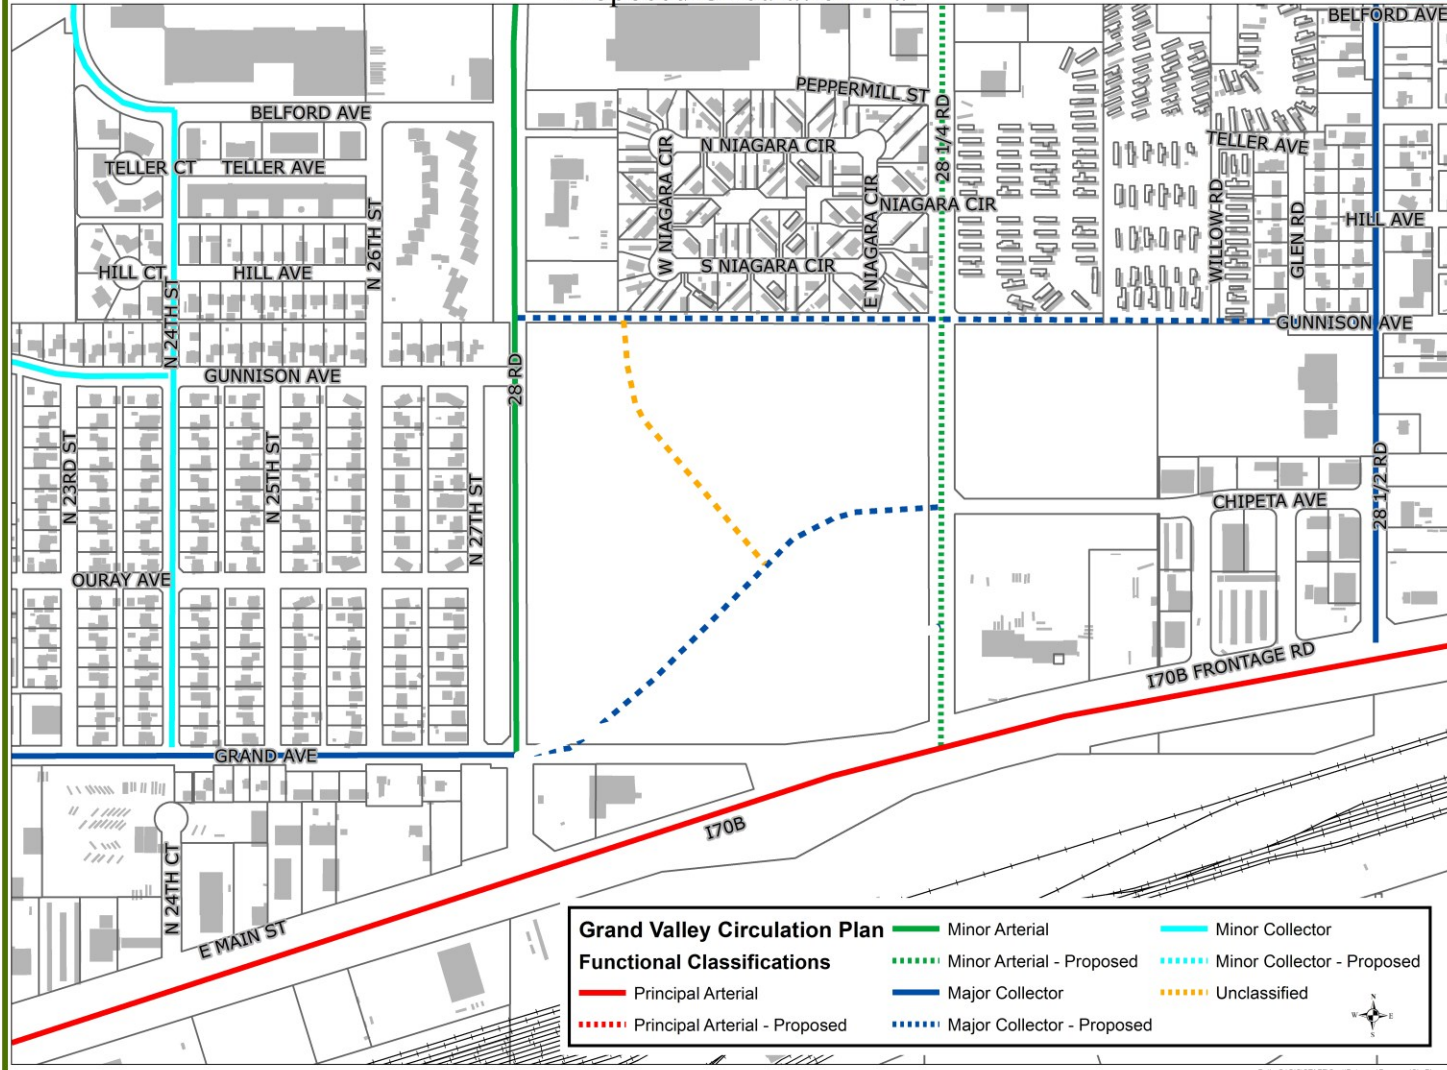 BELFORD AVE
PEPPERMILL ST
BELFORD AVE
28 1/4 RD
N NIAGARA CIR
TELLER AVE
TELLER CT
TELLER AVE
W NIAGARA CIR
E NIAGARA CIR
NIAGARA CIR
WILLOW RD
GLEN RD
HILL AVE
N 26TH ST
HILL CT
HILL AVE
S NIAGARA CIR
N 24TH ST
GUNNISON AVE
GUNNISON AVE
28 RD
N 23RD ST
N 25TH ST
N 27TH ST
28 1/2 RD
CHIPETA AVE
OURAY AVE
I70B FRONTAGE RD
GRAND AVE
I70B
N 24TH CT
E MAIN ST
Grand Valley Circulation Plan
Functional Classifications
Principal Arterial
Principal Arterial - Proposed
Minor Arterial
Minor Arterial - Proposed
Major Collector
Major Collector - Proposed
Minor Collector
Minor Collector - Proposed
Unclassified
N
W E
S